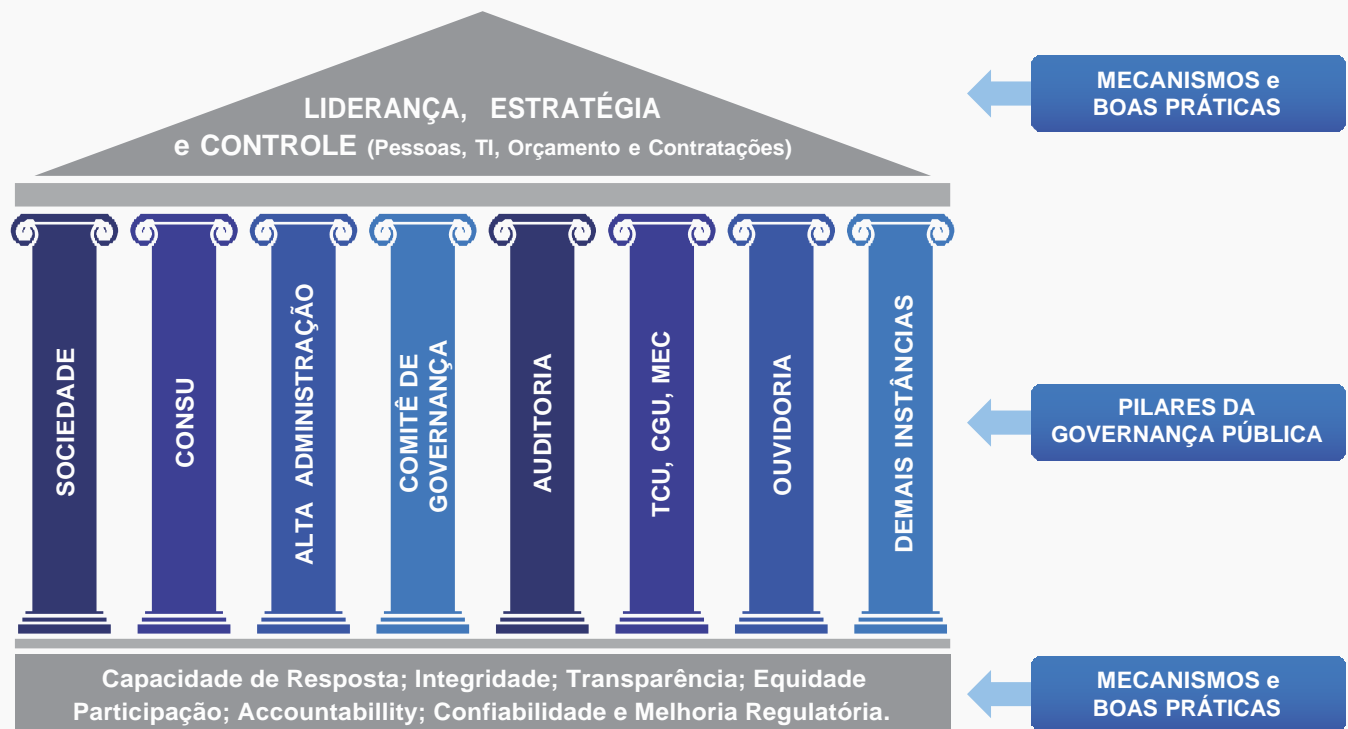 LIDERANÇA, ESTRATÉGIA
e CONTROLE (Pessoas, TI, Orçamento e Contratações)
MECANISMOS e
BOAS PRÁTICAS
SOCIEDADE
CONSU
ALTA ADMINISTRAÇÃO
COMITÊ DE
GOVERNANÇA
AUDITORIA
TCU, CGU, MEC
OUVIDORIA
DEMAIS INSTÂNCIAS
PILARES DA
GOVERNANÇA PÚBLICA
Capacidade de Resposta; Integridade; Transparência; Equidade
Participação; Accountabillity; Confiabilidade e Melhoria Regulatória.
MECANISMOS e
BOAS PRÁTICAS